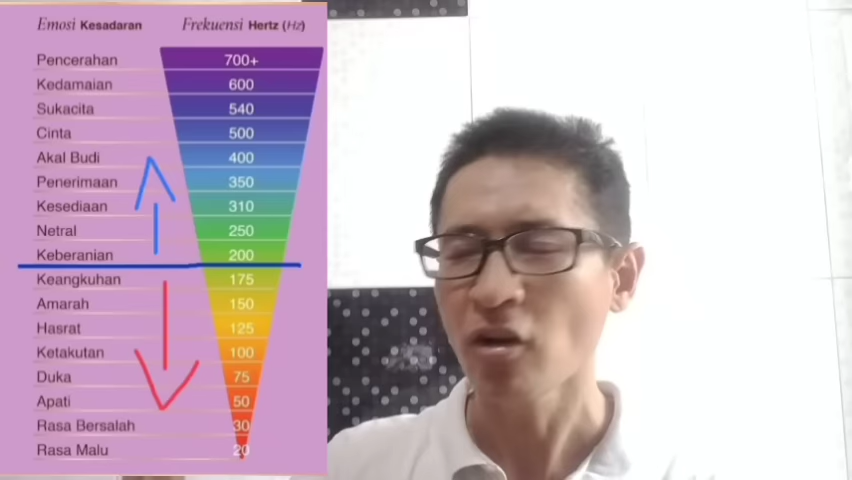 Emosi Kesadaran Frekuensi Hertz (Hz)
Pencerahan 700+
Kedamaian 600
Sukacita 540
Cinta 500
Akal Budi 400
Penerimaan 350
Kesediaan 310
Netral 250
Keberanian 200
Keangkuhan 175
Amarah 150
Hasrat 125
Ketakutan 100
Duka 75
Apati 50
Rasa Bersalah 30
Rasa Malu 20